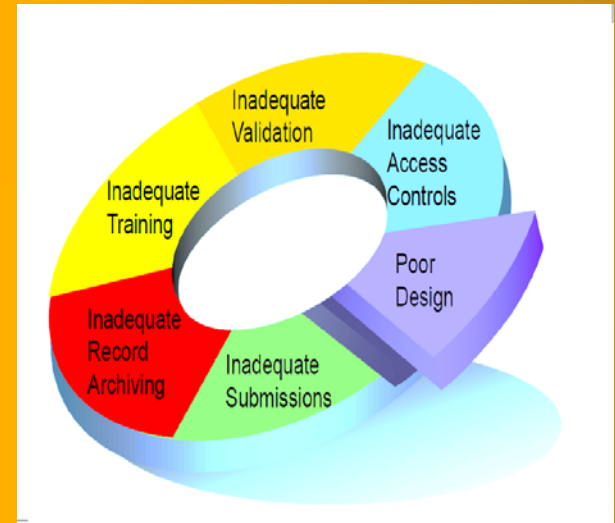 Inadequate
Validation
Inadequate
Access
Controls
Inadequate
Training
Poor
Design
Inadequate
Record
Archiving
Inadequate
Submissions